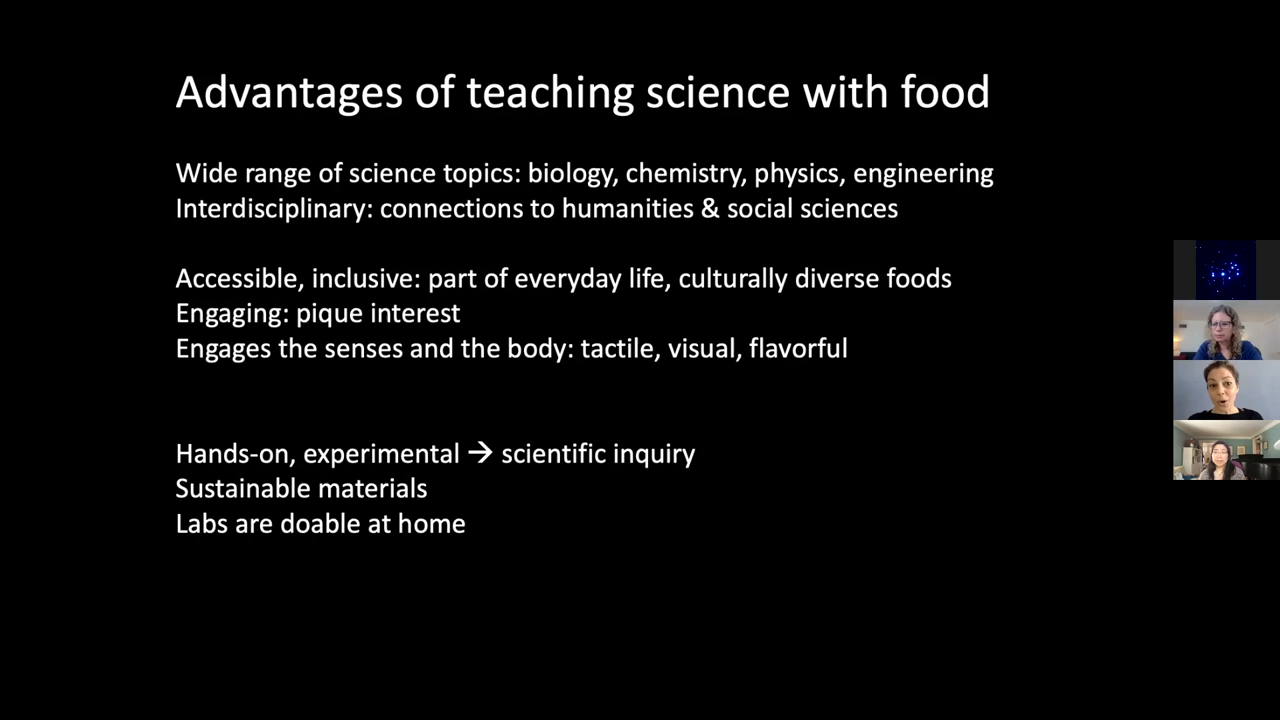 Advantages of teaching science with food
Wide range of science topics: biology, chemistry, physics, engineering
Interdisciplinary: connections to humanities & social sciences
Accessible, inclusive: part of everyday life, culturally diverse foods
Engaging: pique interest
Engages the senses and the body: tactile, visual, flavorful
Hands-on, experimental → scientific inquiry
Sustainable materials
Labs are doable at home